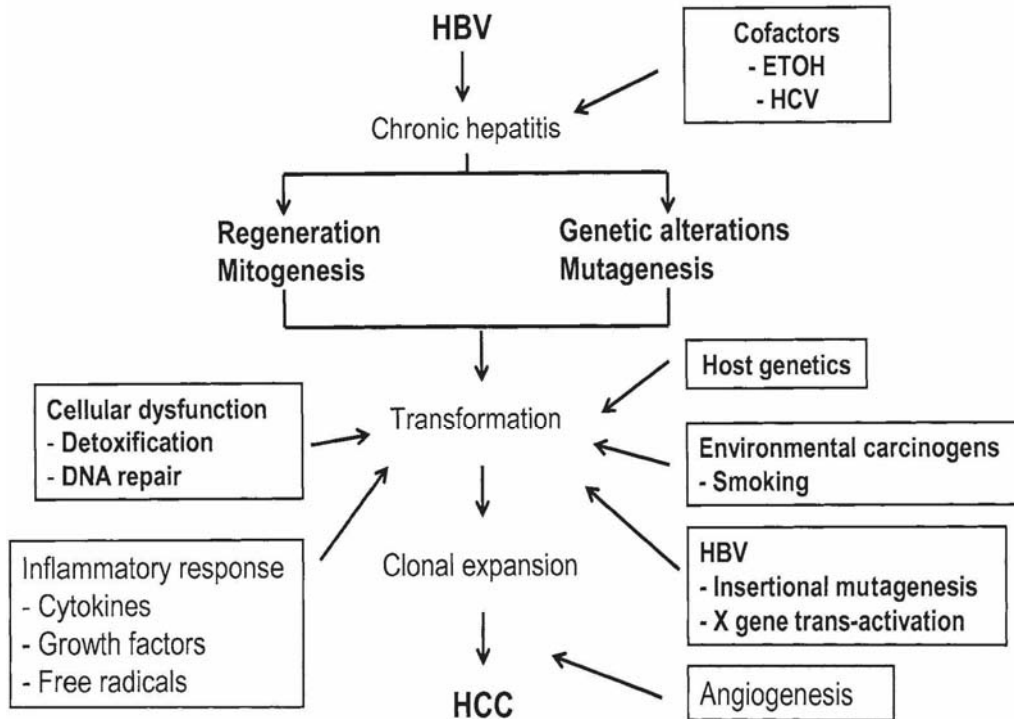 HBV
Cofactors
- ETOH
- HCV
Chronic hepatitis
Regeneration
Mitogenesis
Genetic alterations
Mutagenesis
Host genetics
Cellular dysfunction
- Detoxification
- DNA repair
Transformation
Environmental carcinogens
- Smoking
Inflammatory response
- Cytokines
- Growth factors
- Free radicals
Clonal expansion
HBV
- Insertional mutagenesis
- X gene trans-activation
HCC
Angiogenesis